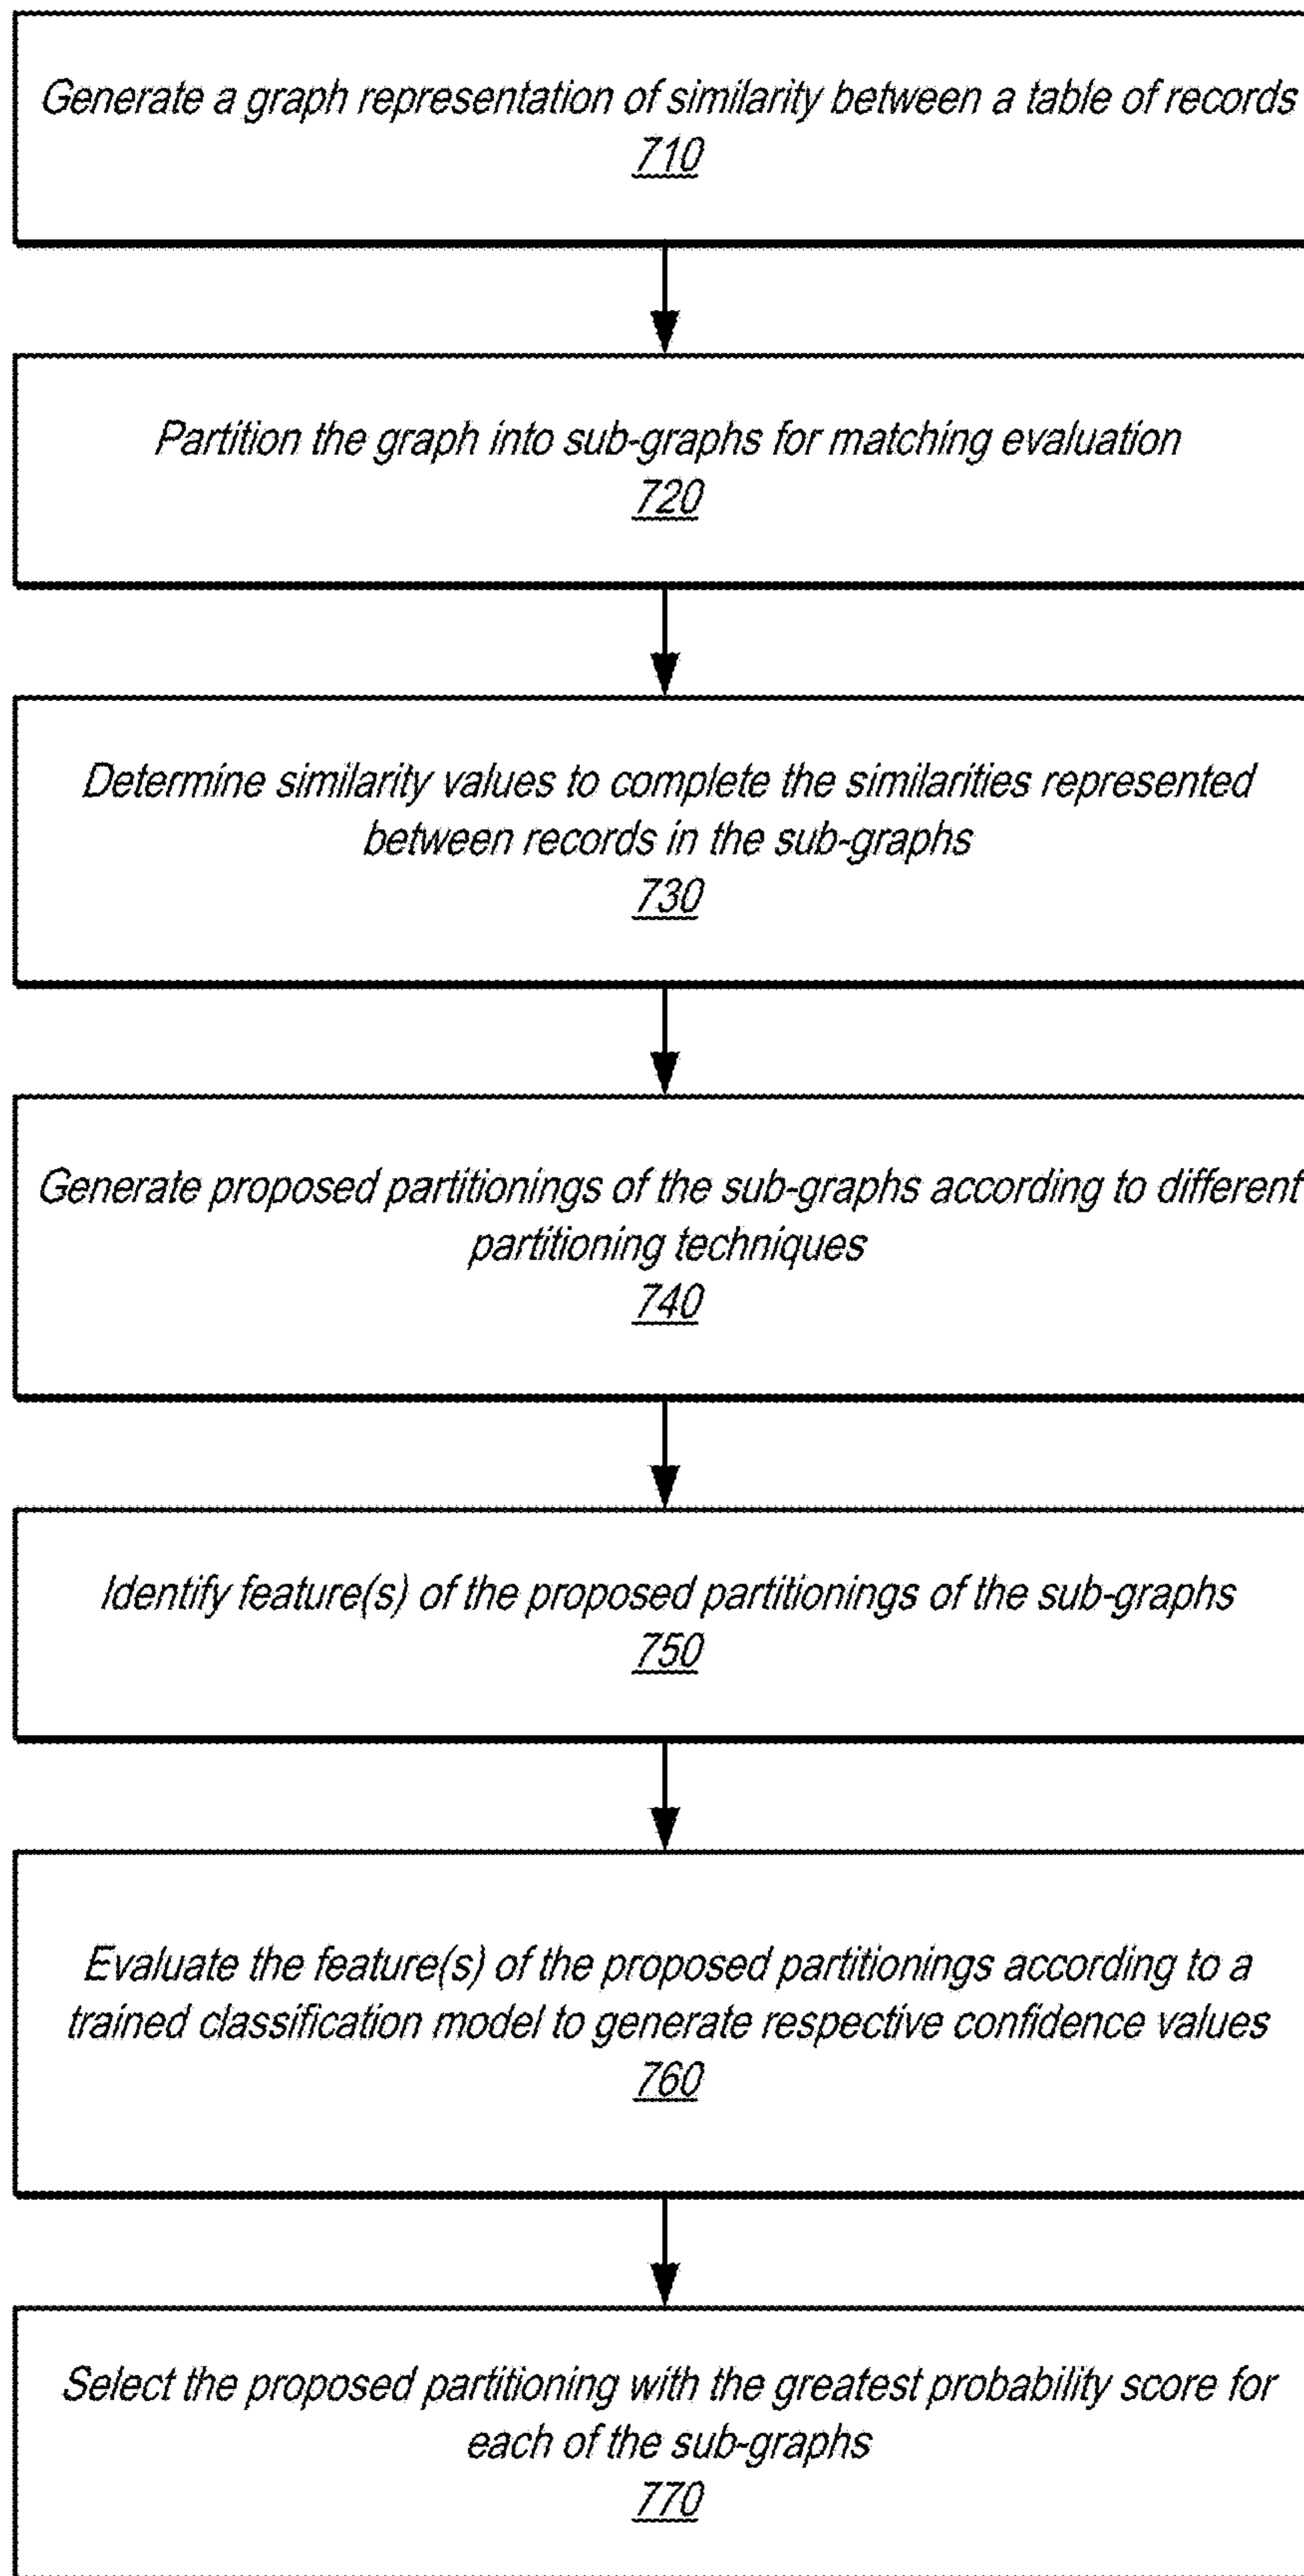 Generate a graph representation of similarity between a table of records
710
Partition the graph into sub-graphs for matching evaluation
720
Determine similarity values to complete the similarities represented
between records in the sub-graphs
730
Generate proposed partitionings of the sub-graphs according to different
partitioning techniques
740
Identify feature(s) of the proposed partitionings of the sub-graphs
750
Evaluate the feature(s) of the proposed partitionings according to a
trained classification model to generate respective confidence values
760
Select the proposed partitioning with the greatest probability score for
each of the sub-graphs
770